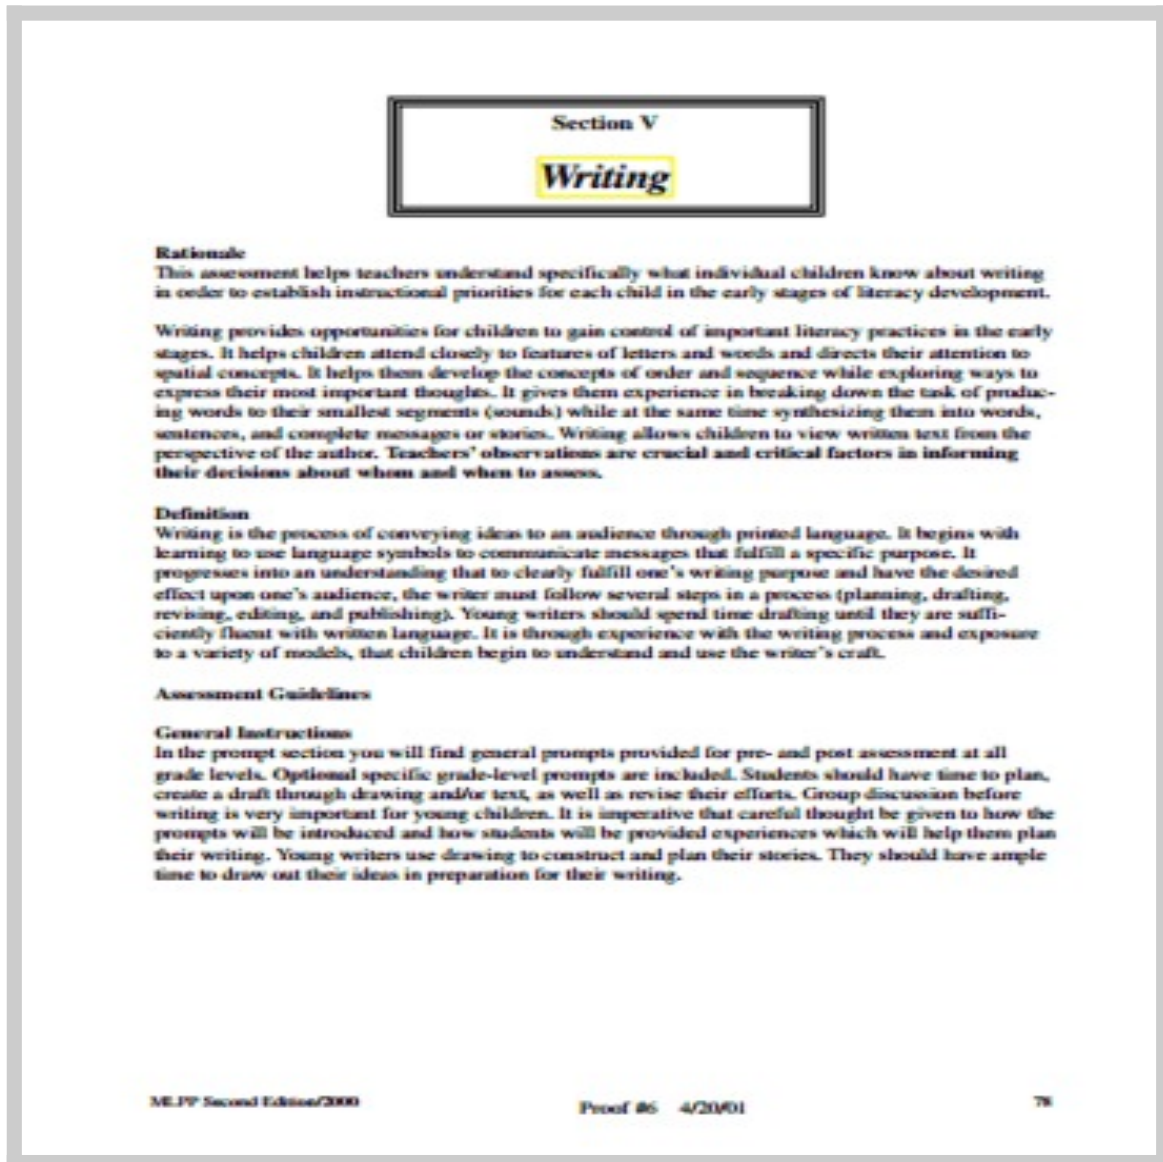 Section V
Writing
Rationale
This assessment helps teachers understand specifically what individual children know about writing
in order to establish instructional priorities for each child in the early stages of literacy development.
Writing provides opportunities for children to gain control of important literacy practices in the early
stages. It helps children attend closely to features of letters and words and directs their attention to
spatial concepts. It helps them develop the concepts of order and sequence while exploring ways to
express their most important thoughts. It gives them experience in breaking down the task of produc-
ing words to their smallest segments (sounds) while at the same time synthesizing them into words,
sentences, and complete messages or stories. Writing allows children to view written text from the
perspective of the author. Teachers' observations are crucial and critical factors in informing
their decisions about whom and when to assess.
Definition
Writing is the process of conveying ideas to an audience through printed language. It begins with
learning to use language symbols to communicate messages that fulfill a specific purpose. It
progresses into an understanding that to clearly fulfill one's writing purpose and have the desired
effect upon one's audience, the writer must follow several steps in a process (planning, drafting,
revising, editing, and publishing). Young writers should spend time drafting until they are suffi-
ciently fluent with written language. It is through experience with the writing process and exposure
to a variety of models, that children begin to understand and use the writer's craft.
Assessment Guidelines
General Instructions
In the prompt section you will find general prompts provided for pre- and post assessment at all
grade levels. Optional specific grade-level prompts are included. Students should have time to plan,
create a draft through drawing and/or text, as well as revise their efforts. Group discussion before
writing is very important for young children. It is imperative that careful thought be given to how the
prompts will be introduced and how students will be provided experiences which will help them plan
their writing. Young writers use drawing to construct and plan their stories. They should have ample
time to draw out their ideas in preparation for their writing.
MLPP Second Edition/2000
Proof #6 4/20/01
78